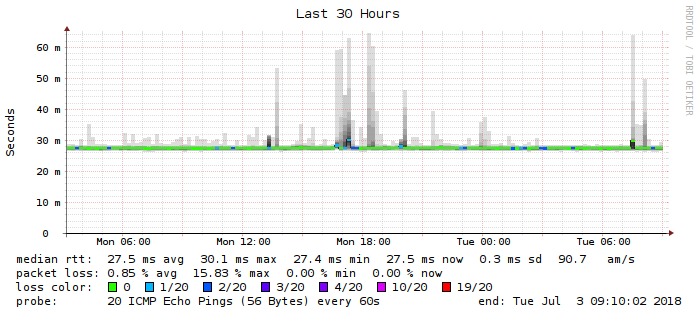 Last 30 Hours
RRDTOOL / TOBI OETIKER
Seconds
60 m
50 m
40 m
30 m
20 m
10 m
0
Mon 06:00 Mon 12:00 Mon 18:00 Tue 00:00 Tue 06:00
median rtt: 27.5 ms avg 30.1 ms max 27.4 ms min 27.5 ms now 0.3 ms sd 90.7 am/s
packet loss: 0.85 % avg 15.83 % max 0.00 % min 0.00 % now
loss color: 0 1/20 2/20 3/20 4/20 10/20 19/20
probe: 20 ICMP Echo Pings (56 Bytes) every 60s end: Tue Jul 3 09:10:02 2018